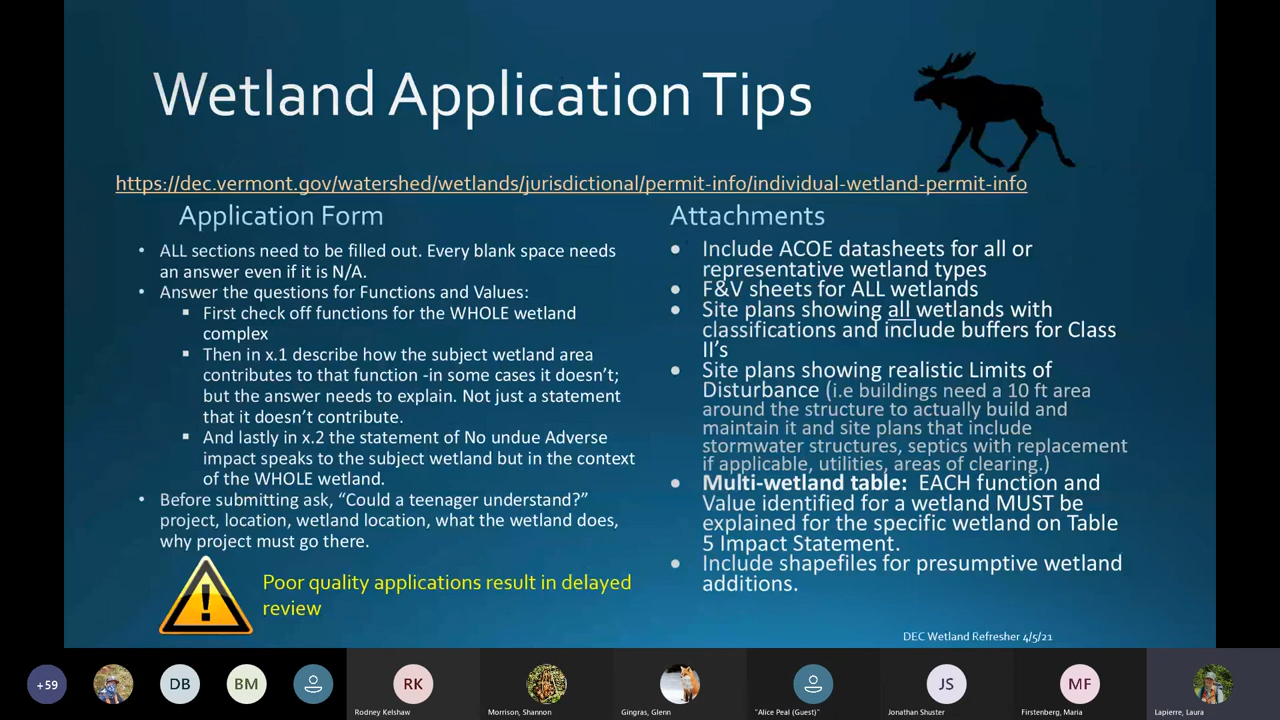 Wetland Application Tips
https://dec.vermont.gov/watershed/wetlands/jurisdictional/permit-info/individual-wetland-permit-info
Application Form
• ALL sections need to be filled out. Every blank space needs
an answer even if it is N/A.
• Answer the questions for Functions and Values:
▪ First check off functions for the WHOLE wetland
complex
▪ Then in x.1 describe how the subject wetland area
contributes to that function -in some cases it doesn't;
but the answer needs to explain. Not just a statement
that it doesn't contribute.
▪ And lastly in x.2 the statement of No undue Adverse
impact speaks to the subject wetland but in the context
of the WHOLE wetland.
• Before submitting ask, “Could a teenager understand?”
project, location, wetland location, what the wetland does,
why project must go there.
Poor quality applications result in delayed
review
Attachments
● Include ACOE datasheets for all or
representative wetland types
● F&V sheets for ALL wetlands
● Site plans showing all wetlands with
classifications and include buffers for Class
II's
● Site plans showing realistic Limits of
Disturbance (i.e buildings need a 10 ft area
around the structure to actually build and
maintain it and site plans that include
stormwater structures, septics with replacement
if applicable, utilities, areas of clearing.)
● Multi-wetland table: EACH function and
Value identified for a wetland MUST be
explained for the specific wetland on Table
5 Impact Statement.
● Include shapefiles for presumptive wetland
additions.
DEC Wetland Refresher 4/5/21
+59
DB
BM
RK
Rodney Kelshaw
Morrison, Shannon
Gingras, Glenn
"Alice Peal (Guest)"
JS
Jonathan Shuster
MF
Firstenberg, Maria
Lapierre, Laura